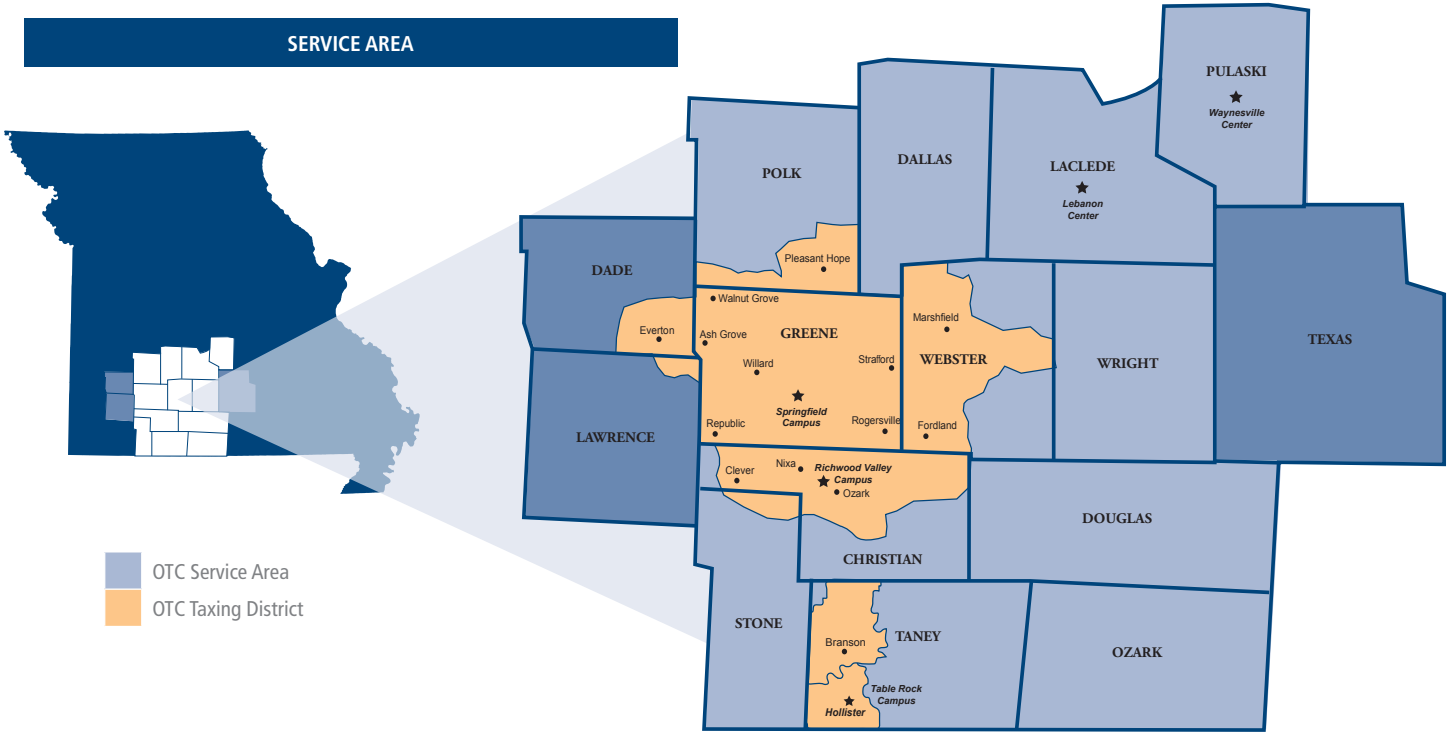 SERVICE AREA
PULASKI
Waynesville
Center
DALLAS
LACLEDE
Lebanon
Center
POLK
Pleasant Hope
DADE
Everton
Walnut Grove
Ash Grove
GREENE
Willard
Strafford
Springfield
Campus
Republic
Rogersville
Marshfield
WEBSTER
Fordland
WRIGHT
TEXAS
LAWRENCE
Clever
Nixa
Richwood Valley
Campus
Ozark
CHRISTIAN
DOUGLAS
OTC Service Area
OTC Taxing District
STONE
Branson
TANEY
Table Rock
Campus
Hollister
OZARK